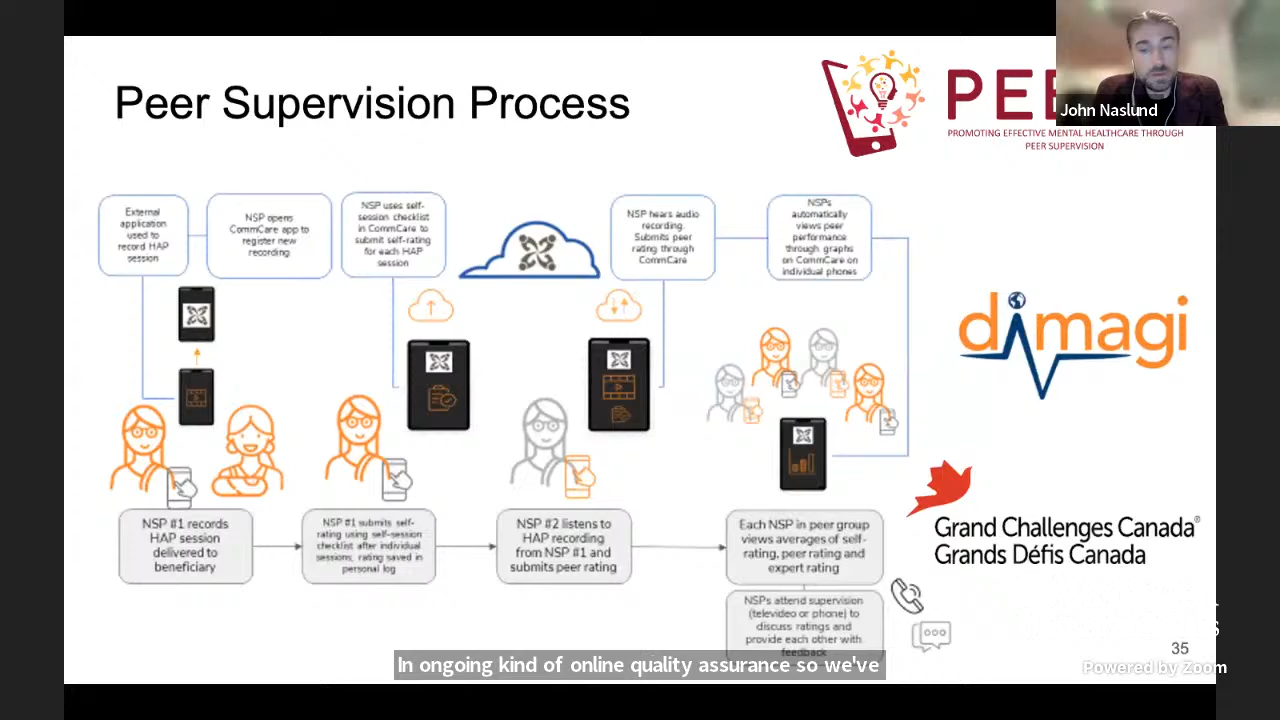 Peer Supervision Process
PEE
John Naslund
PROMOTING EFFECTIVE MENTAL HEALTHCARE THROUGH
PEER SUPERVISION
External
application
used to
record HAP
session
NSP opens
CommCare app to
register new
recording
NSP uses self-
session checklist
in CommCare to
submit self-rating
for each HAP
session
NSP hears audio
recording.
Submits peer
rating through
CommCare
NSPs
automatically
views peer
performance
through graphs
on CommCare on
individual phones
dimagi
NSP #1 records
HAP session
delivered to
beneficiary
NSP #1 submits self-
rating using self-session
checklist after individual
sessions; rating saved in
personal log
NSP #2 listens to
HAP recording
from NSP #1 and
submits peer rating
Each NSP in peer group
views averages of self-
rating, peer rating and
expert rating
NSPs attend supervision
(televideo or phone) to
discuss ratings and
provide each other with
feedback
Grand Challenges Canada®
Grands Défis Canada
35
In ongoing kind of online quality assurance so we've
Powered by Zoom